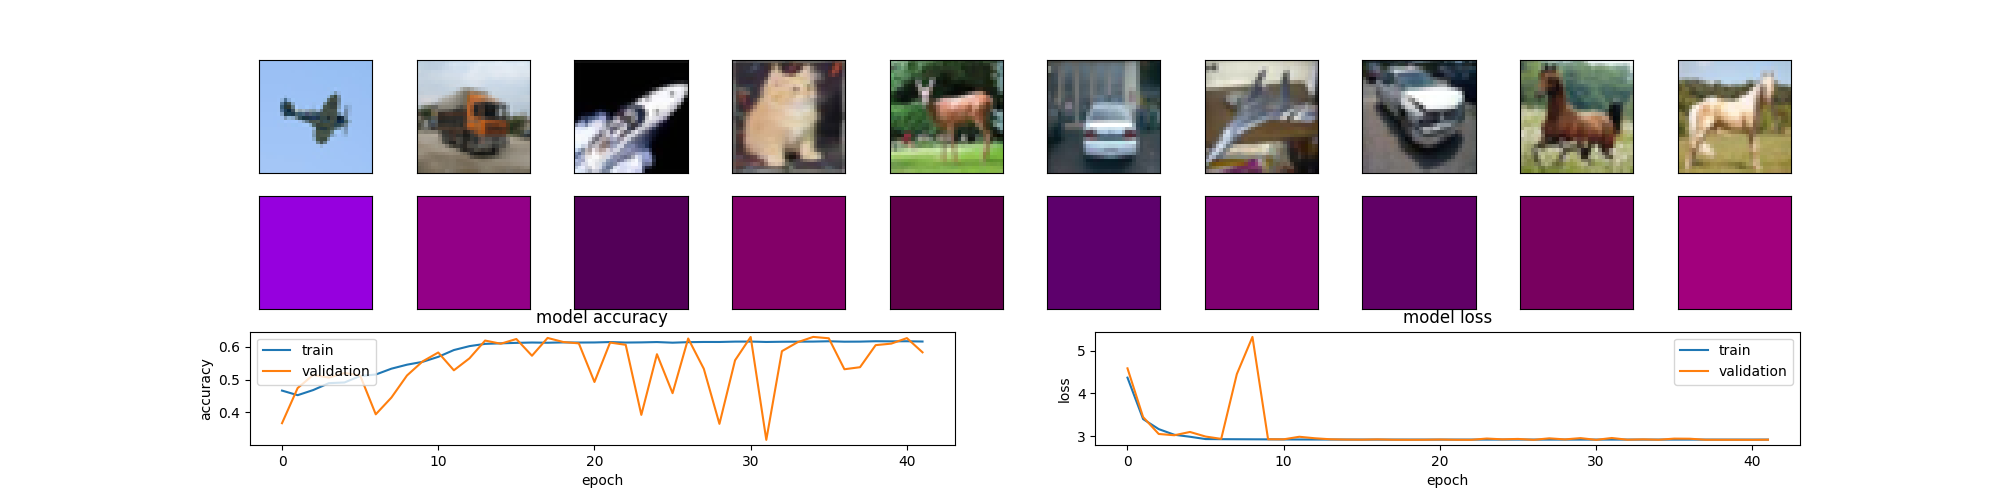 model accuracy
0.6
0.5
0.4
accuracy
train
validation
0 10 20 30 40
epoch
model loss
5
4
3
loss
train
validation
0 10 20 30 40
epoch